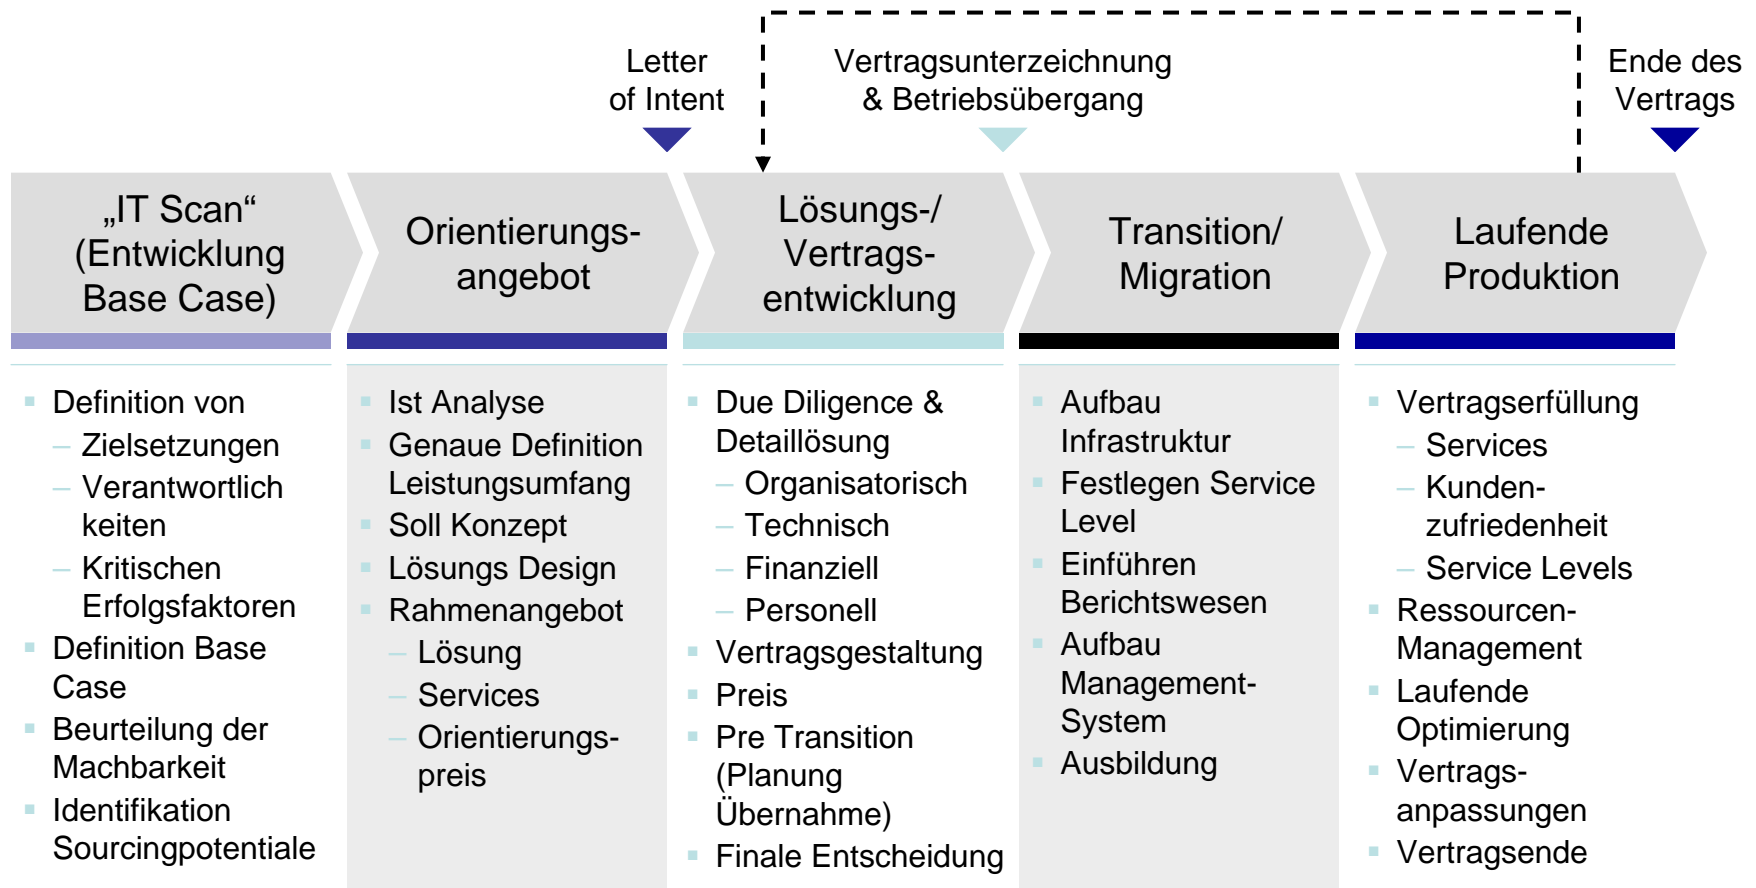 Letter
of Intent
Vertragsunterzeichnung
& Betriebsübergang
Ende des
Vertrags
„IT Scan“
(Entwicklung
Base Case)
Orientierungs-
angebot
Lösungs-/
Vertrags-
entwicklung
Transition/
Migration
Laufende
Produktion
Definition von
– Zielsetzungen
– Verantwortlich
keiten
– Kritischen
Erfolgsfaktoren
Definition Base
Case
Beurteilung der
Machbarkeit
Identifikation
Sourcingpotentiale
Ist Analyse
Genaue Definition
Leistungsumfang
Soll Konzept
Lösungs Design
Rahmenangebot
– Lösung
– Services
– Orientierungs-
preis
Due Diligence &
Detaillösung
– Organisatorisch
– Technisch
– Finanziell
– Personell
Vertragsgestaltung
Preis
Pre Transition
(Planung
Übernahme)
Finale Entscheidung
Aufbau
Infrastruktur
Festlegen Service
Level
Einführen
Berichtswesen
Aufbau
Management-
System
Ausbildung
Vertragserfüllung
– Services
– Kunden-
zufriedenheit
– Service Levels
Ressourcen-
Management
Laufende
Optimierung
Vertrags-
anpassungen
Vertragsende